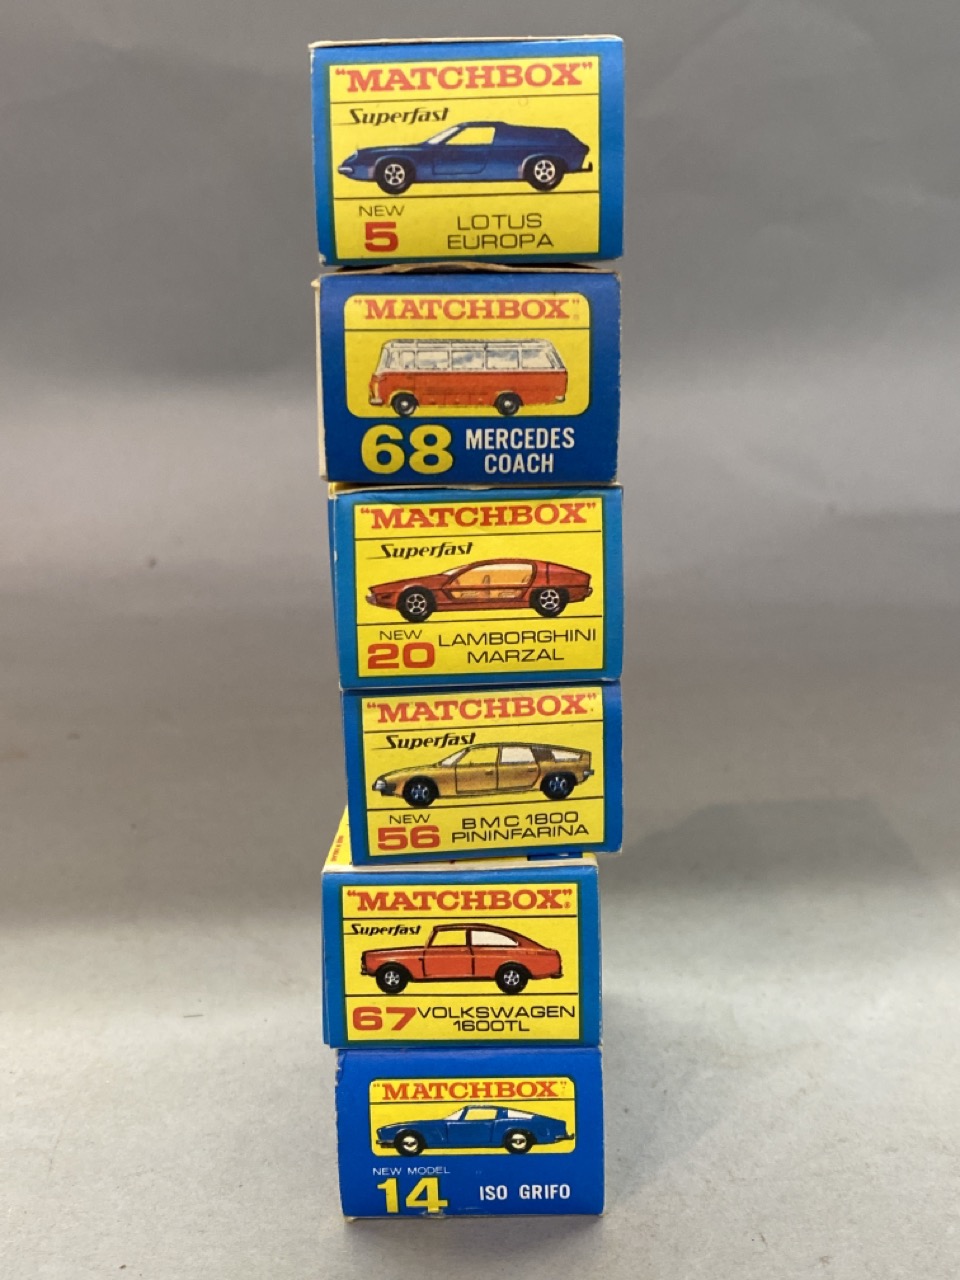 "MATCHBOX"
Superfast
NEW
5
LOTUS
EUROPA
"MATCHBOX"
68
MERCEDES
COACH
"MATCHBOX"
Superfast
NEW
20
LAMBORGHINI
MARZAL
"MATCHBOX"
Superfast
NEW
56
BMC 1800
PININFARINA
"MATCHBOX"
Superfast
67
VOLKSWAGEN
1600TL
"MATCHBOX"
NEW MODEL
14
ISO GRIFO